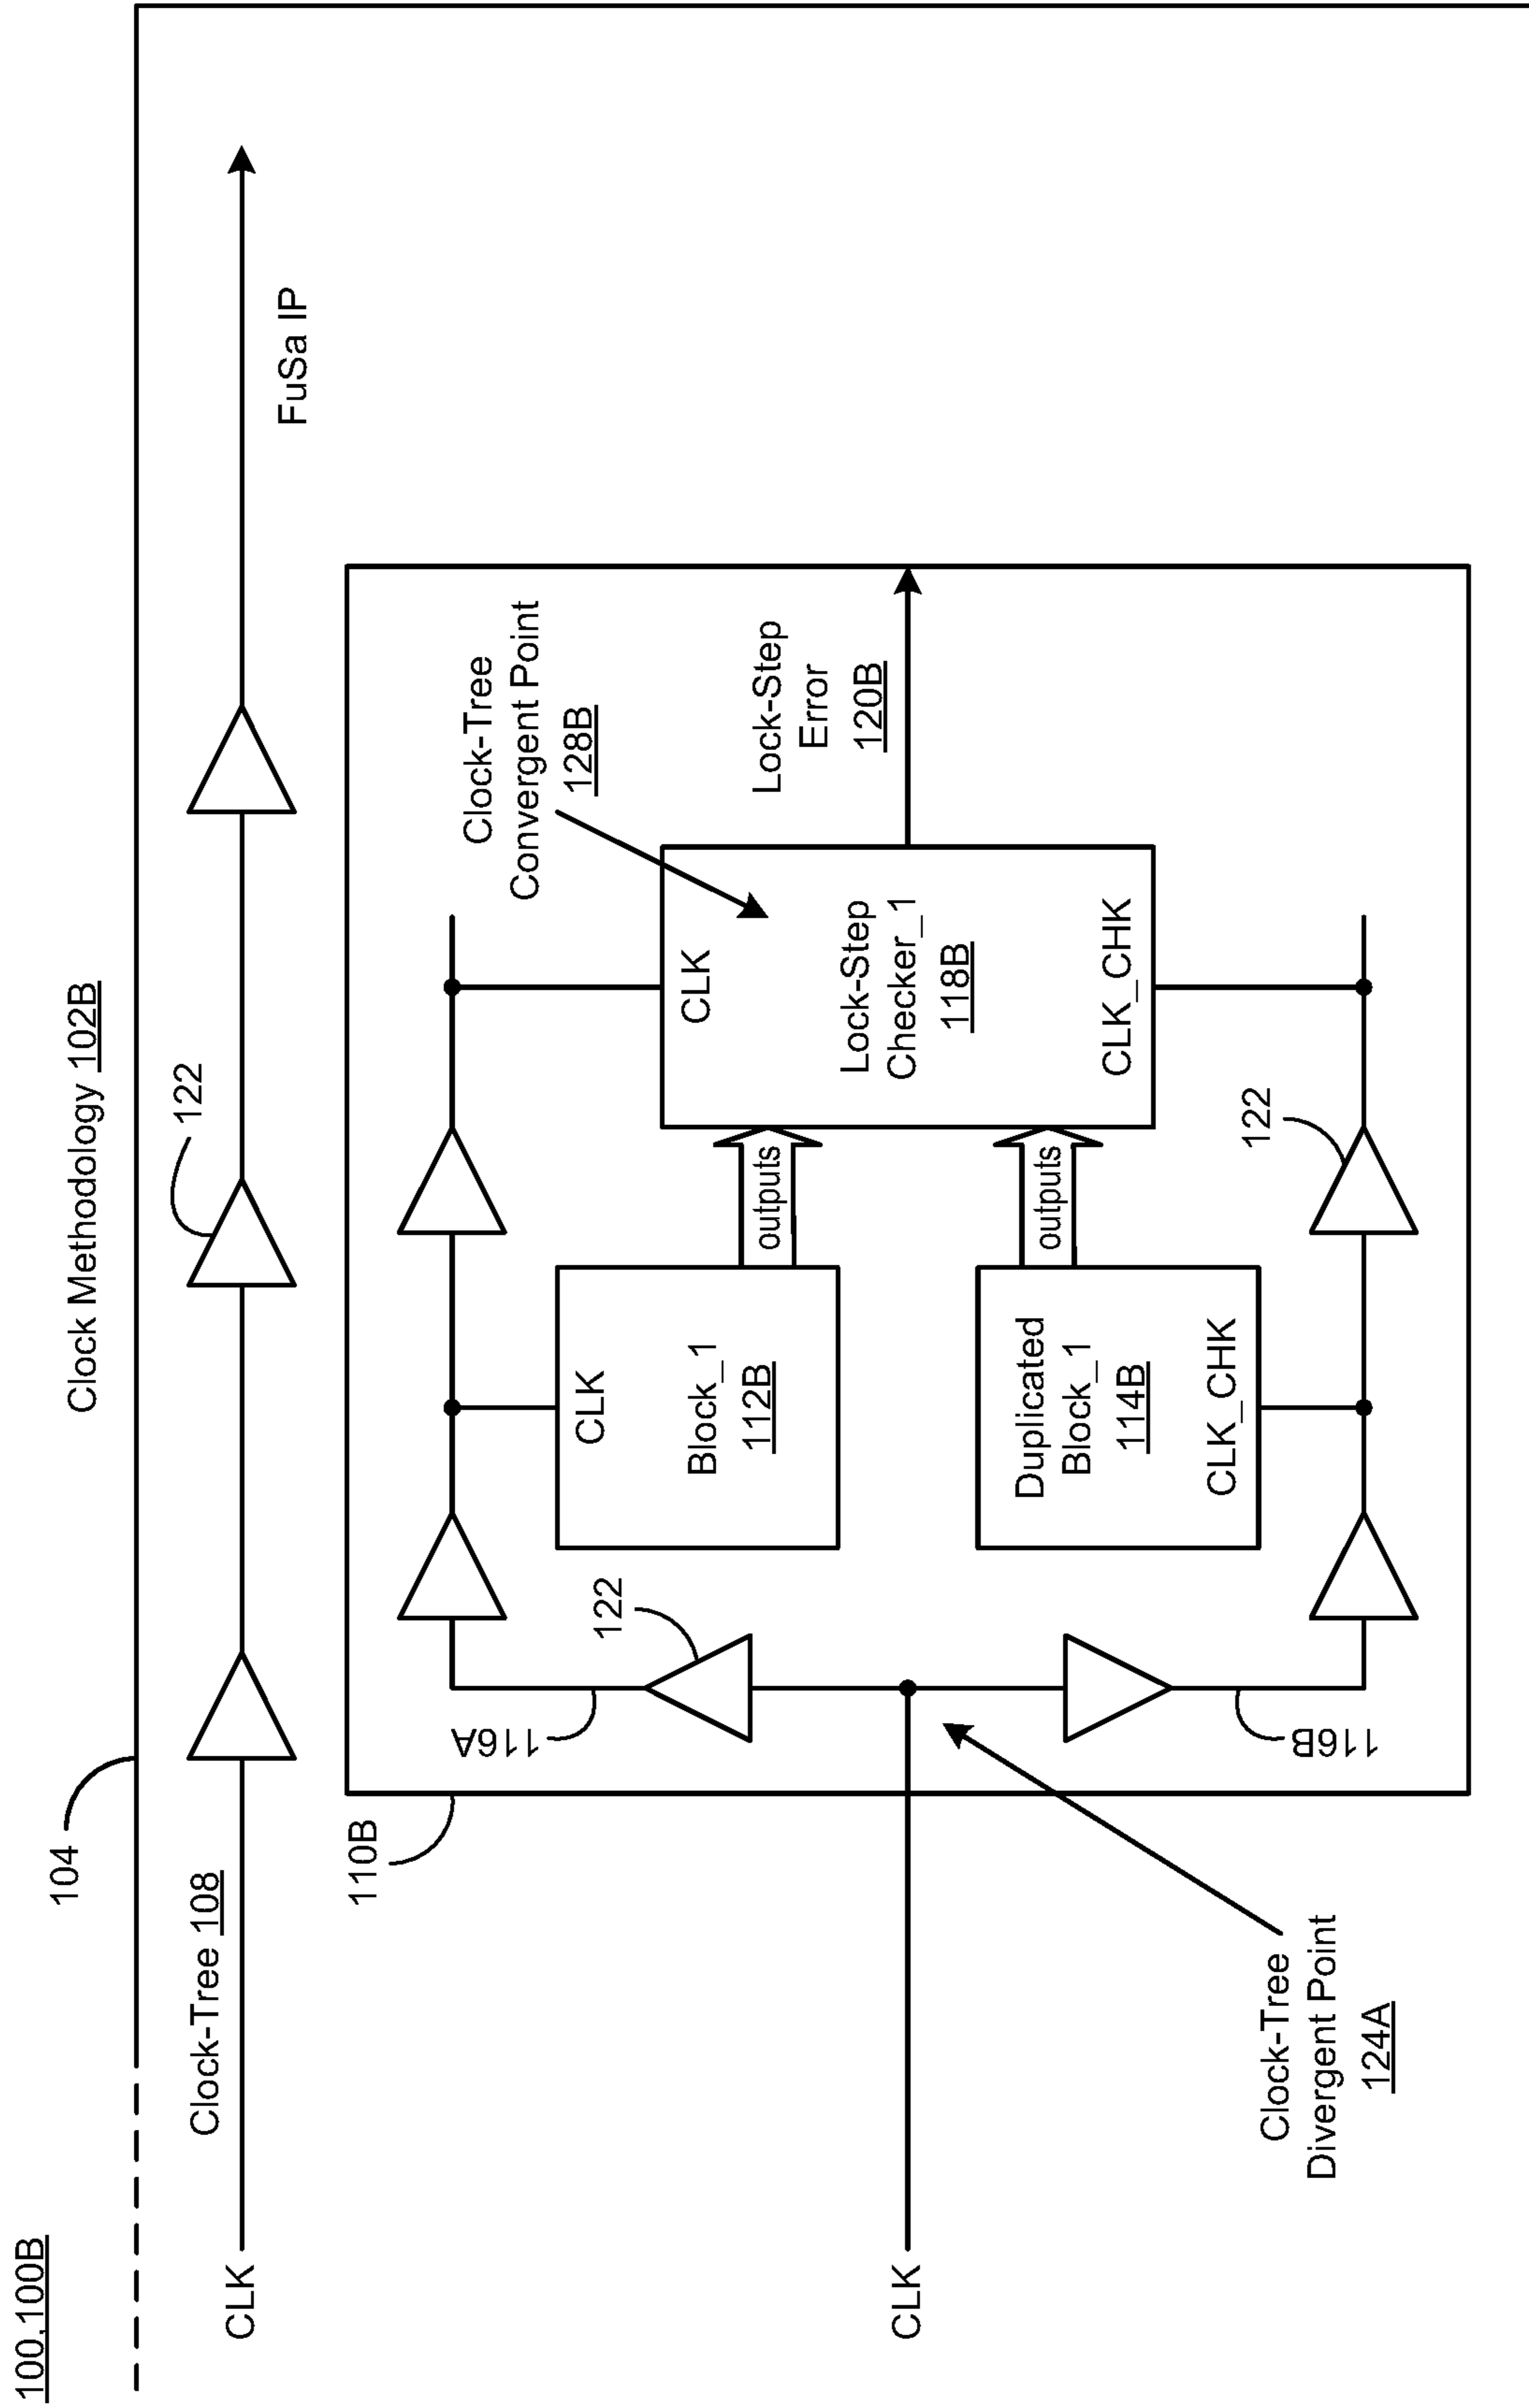 100,100B
Clock Methodology 102B
104
Clock-Tree 108
122
CLK
FuSa IP
110B
CLK
116A
122
116B
Clock-Tree
Divergent Point
124A
CLK
Block_1
112B
outputs
Duplicated
Block_1
114B
CLK_CHK
outputs
CLK
Lock-Step
Checker_1
118B
CLK_CHK
122
Clock-Tree
Convergent Point
128B
Lock-Step
Error
120B